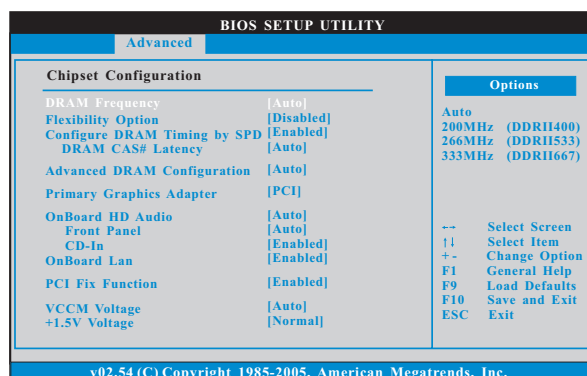 BIOS SETUP UTILITY
Advanced
Chipset Configuration
DRAM Frequency [Auto]
Flexibility Option [Disabled]
Configure DRAM Timing by SPD [Enabled]
DRAM CAS# Latency [Auto]
Advanced DRAM Configuration [Auto]
Primary Graphics Adapter [PCI]
OnBoard HD Audio [Auto]
Front Panel [Auto]
CD-In [Enabled]
OnBoard Lan [Enabled]
PCI Fix Function [Enabled]
VCCM Voltage [Auto]
+1.5V Voltage [Normal]
Options
Auto
200MHz (DDRII400)
266MHz (DDRII533)
333MHz (DDRII667)
←→ Select Screen
↑↓ Select Item
+ - Change Option
F1 General Help
F9 Load Defaults
F10 Save and Exit
ESC Exit
v02.54 (C) Copyright 1985-2005, American Megatrends, Inc.